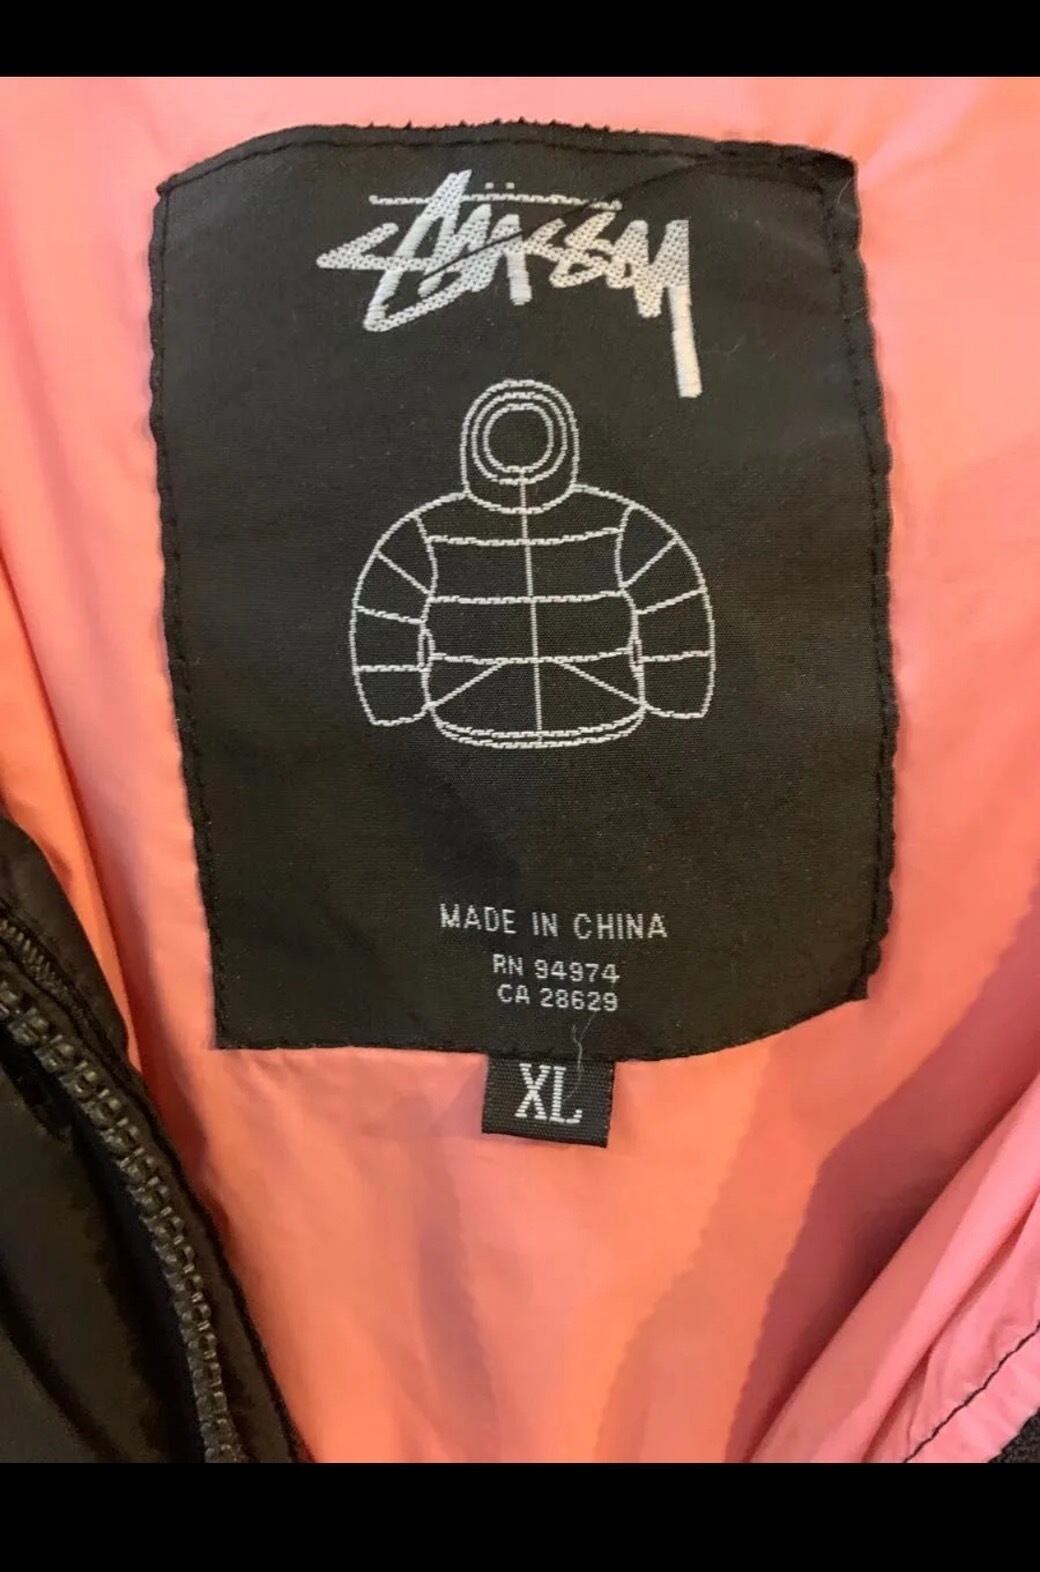 STÜSSY
MADE IN CHINA
RN 94974
CA 28629
XL